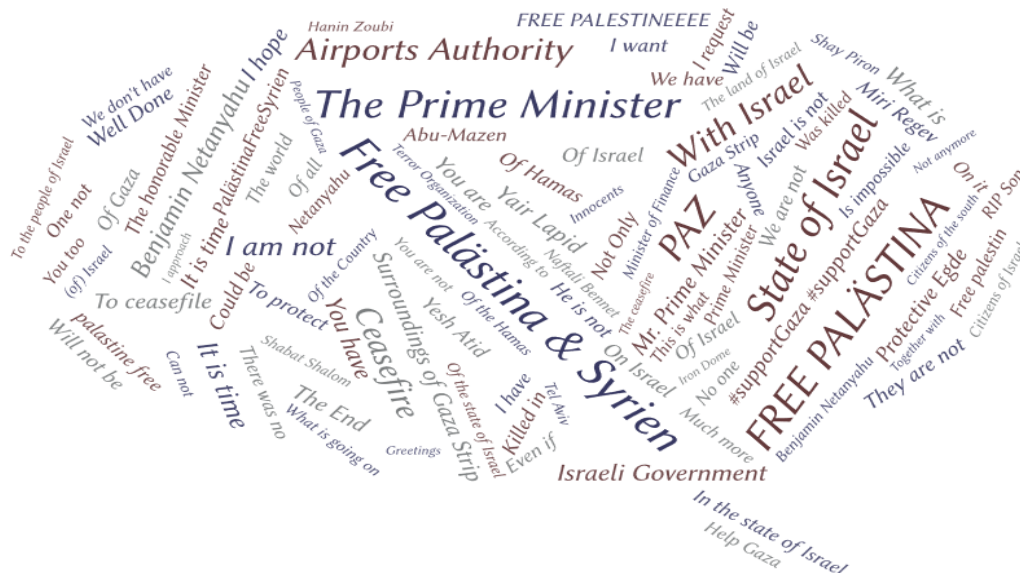 Hanin Zoubi
FREE PALESTINEEEE
Airports Authority
I want
I request
Will be
Shay Piron
We don't have
Well Done
The honorable Minister
Benjamin Netanyahu
I hope
PalästinaFreeSyrien
It is time
People of Gaza
The Prime Minister
We have
The land of Israel
With Israel
What is
Miri Regev
To the people of Israel
One not
You too
(of) Israel
Of Gaza
I approach
The world
Of all
Netanyahu
Abu-Mazen
Terror Organization
Free Palästina & Syrien
You are
Of Hamas
Of Israel
Innocents
Yair Lapid
According to
Naftali Bennet
Gaza Strip
Israel is not
Was killed
Anyone
Minister of Finance
Not Only
PAZ
We are not
State of Israel
Is impossible
Not anymore
On it
RIP Son
Citizens of the south
Free palestin
Citizens of Israel
To ceasefile
Could be
I am not
Of the Country
To protect
You are not
Surroundings of Gaza Strip
Of the Hamas
He is not
The ceasefire
Mr. Prime Minister
Prime Minister
This is what
Of Israel
#supportGaza #supportGaza
FREE PALÄSTINA
Protective Egde
Together with
They are not
Benjamin Netanyahu
palastine free
Will not be
Can not
It is time
There was no
Shabat Shalom
You have
Ceasefire
Yesh Atid
Of the state of Israel
I have
Tel Aviv
On Israel
Iron Dome
No one
Much more
The End
What is going on
Greetings
Killed in
Even if
Israeli Government
In the state of Israel
Help Gaza